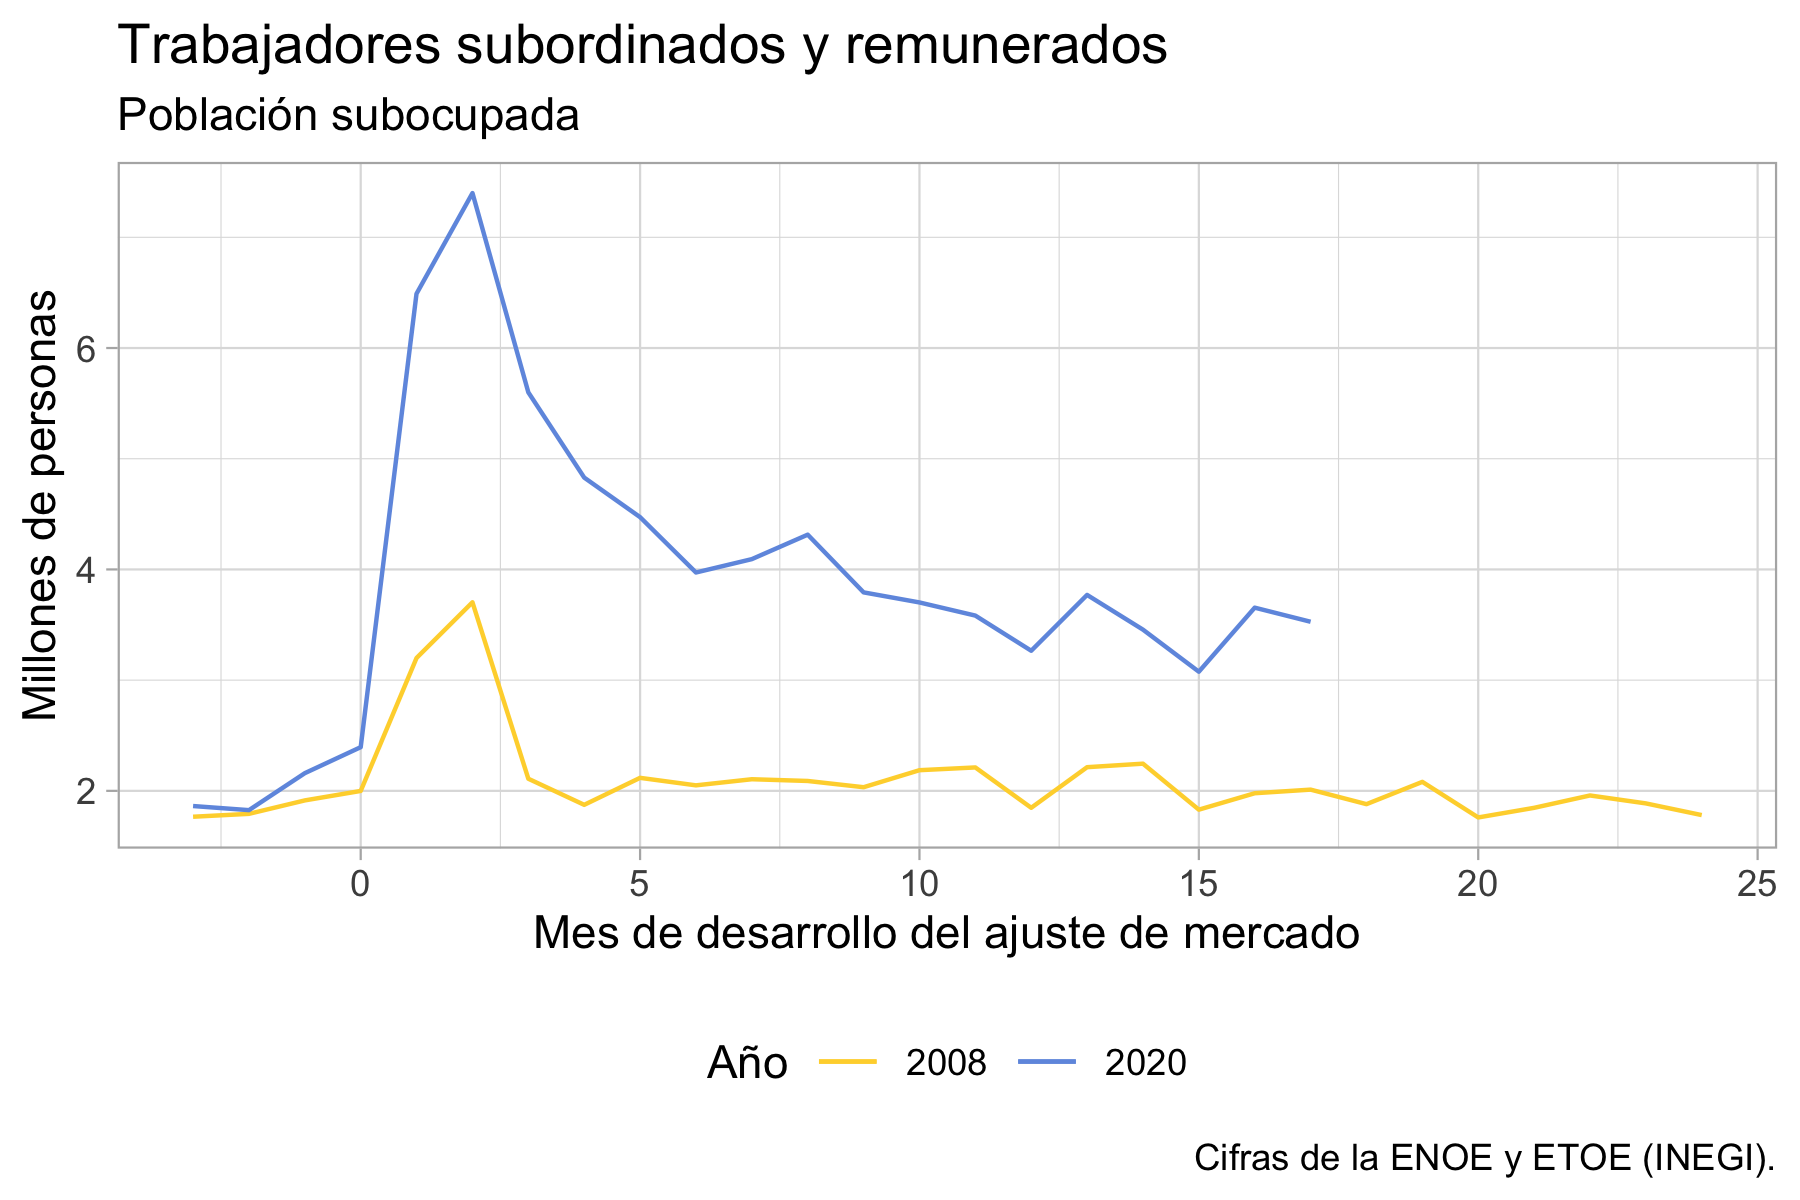 Trabajadores subordinados y remunerados
Población subocupada
Millones de personas
6
4
2
0 5 10 15 20 25
Mes de desarrollo del ajuste de mercado
Año 2008 2020
Cifras de la ENOE y ETOE (INEGI).